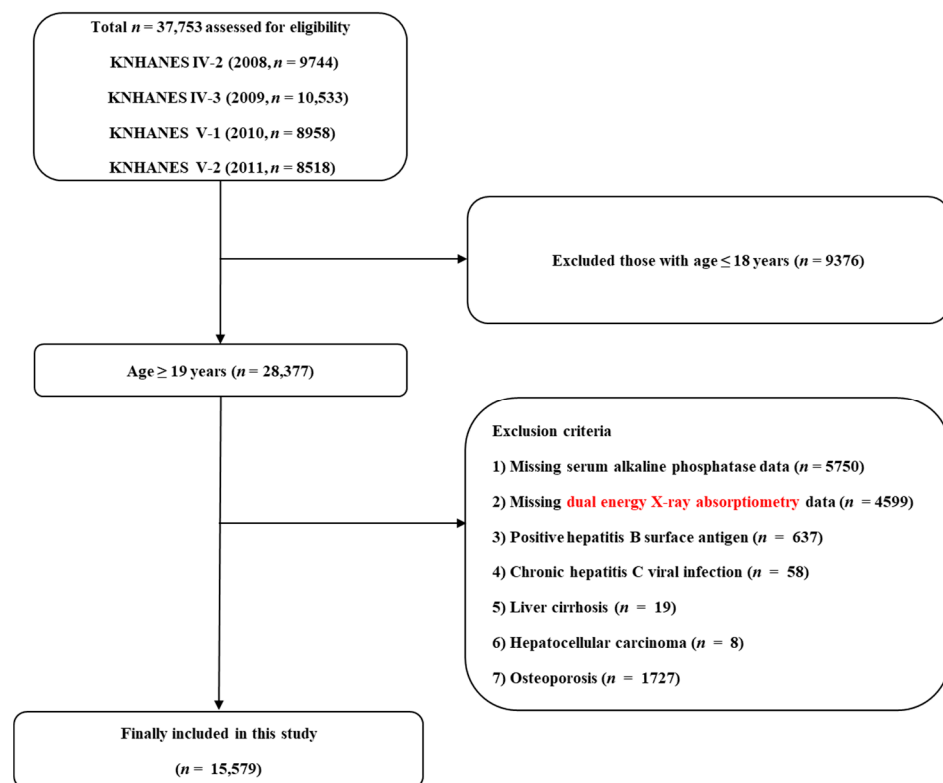 Total n = 37,753 assessed for eligibility
KNHANES IV-2 (2008, n = 9744)
KNHANES IV-3 (2009, n = 10,533)
KNHANES V-1 (2010, n = 8958)
KNHANES V-2 (2011, n = 8518)
Excluded those with age ≤ 18 years (n = 9376)
Age ≥ 19 years (n = 28,377)
Exclusion criteria
1) Missing serum alkaline phosphatase data (n = 5750)
2) Missing dual energy X-ray absorptiometry data (n = 4599)
3) Positive hepatitis B surface antigen (n = 637)
4) Chronic hepatitis C viral infection (n = 58)
5) Liver cirrhosis (n = 19)
6) Hepatocellular carcinoma (n = 8)
7) Osteoporosis (n = 1727)
Finally included in this study
(n = 15,579)